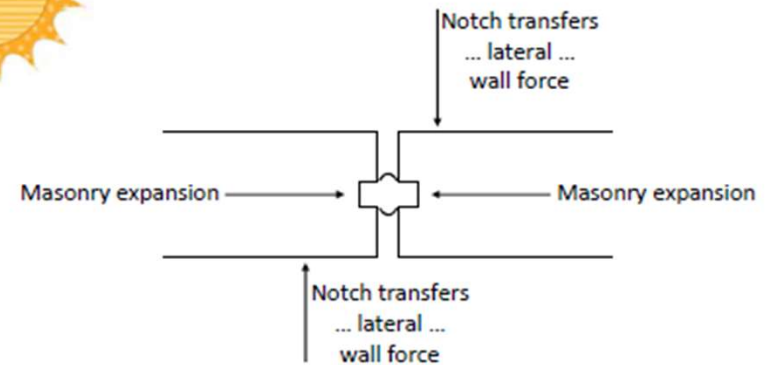 Notch transfers
... lateral ...
wall force
Masonry expansion
Masonry expansion
Notch transfers
... lateral ...
wall force